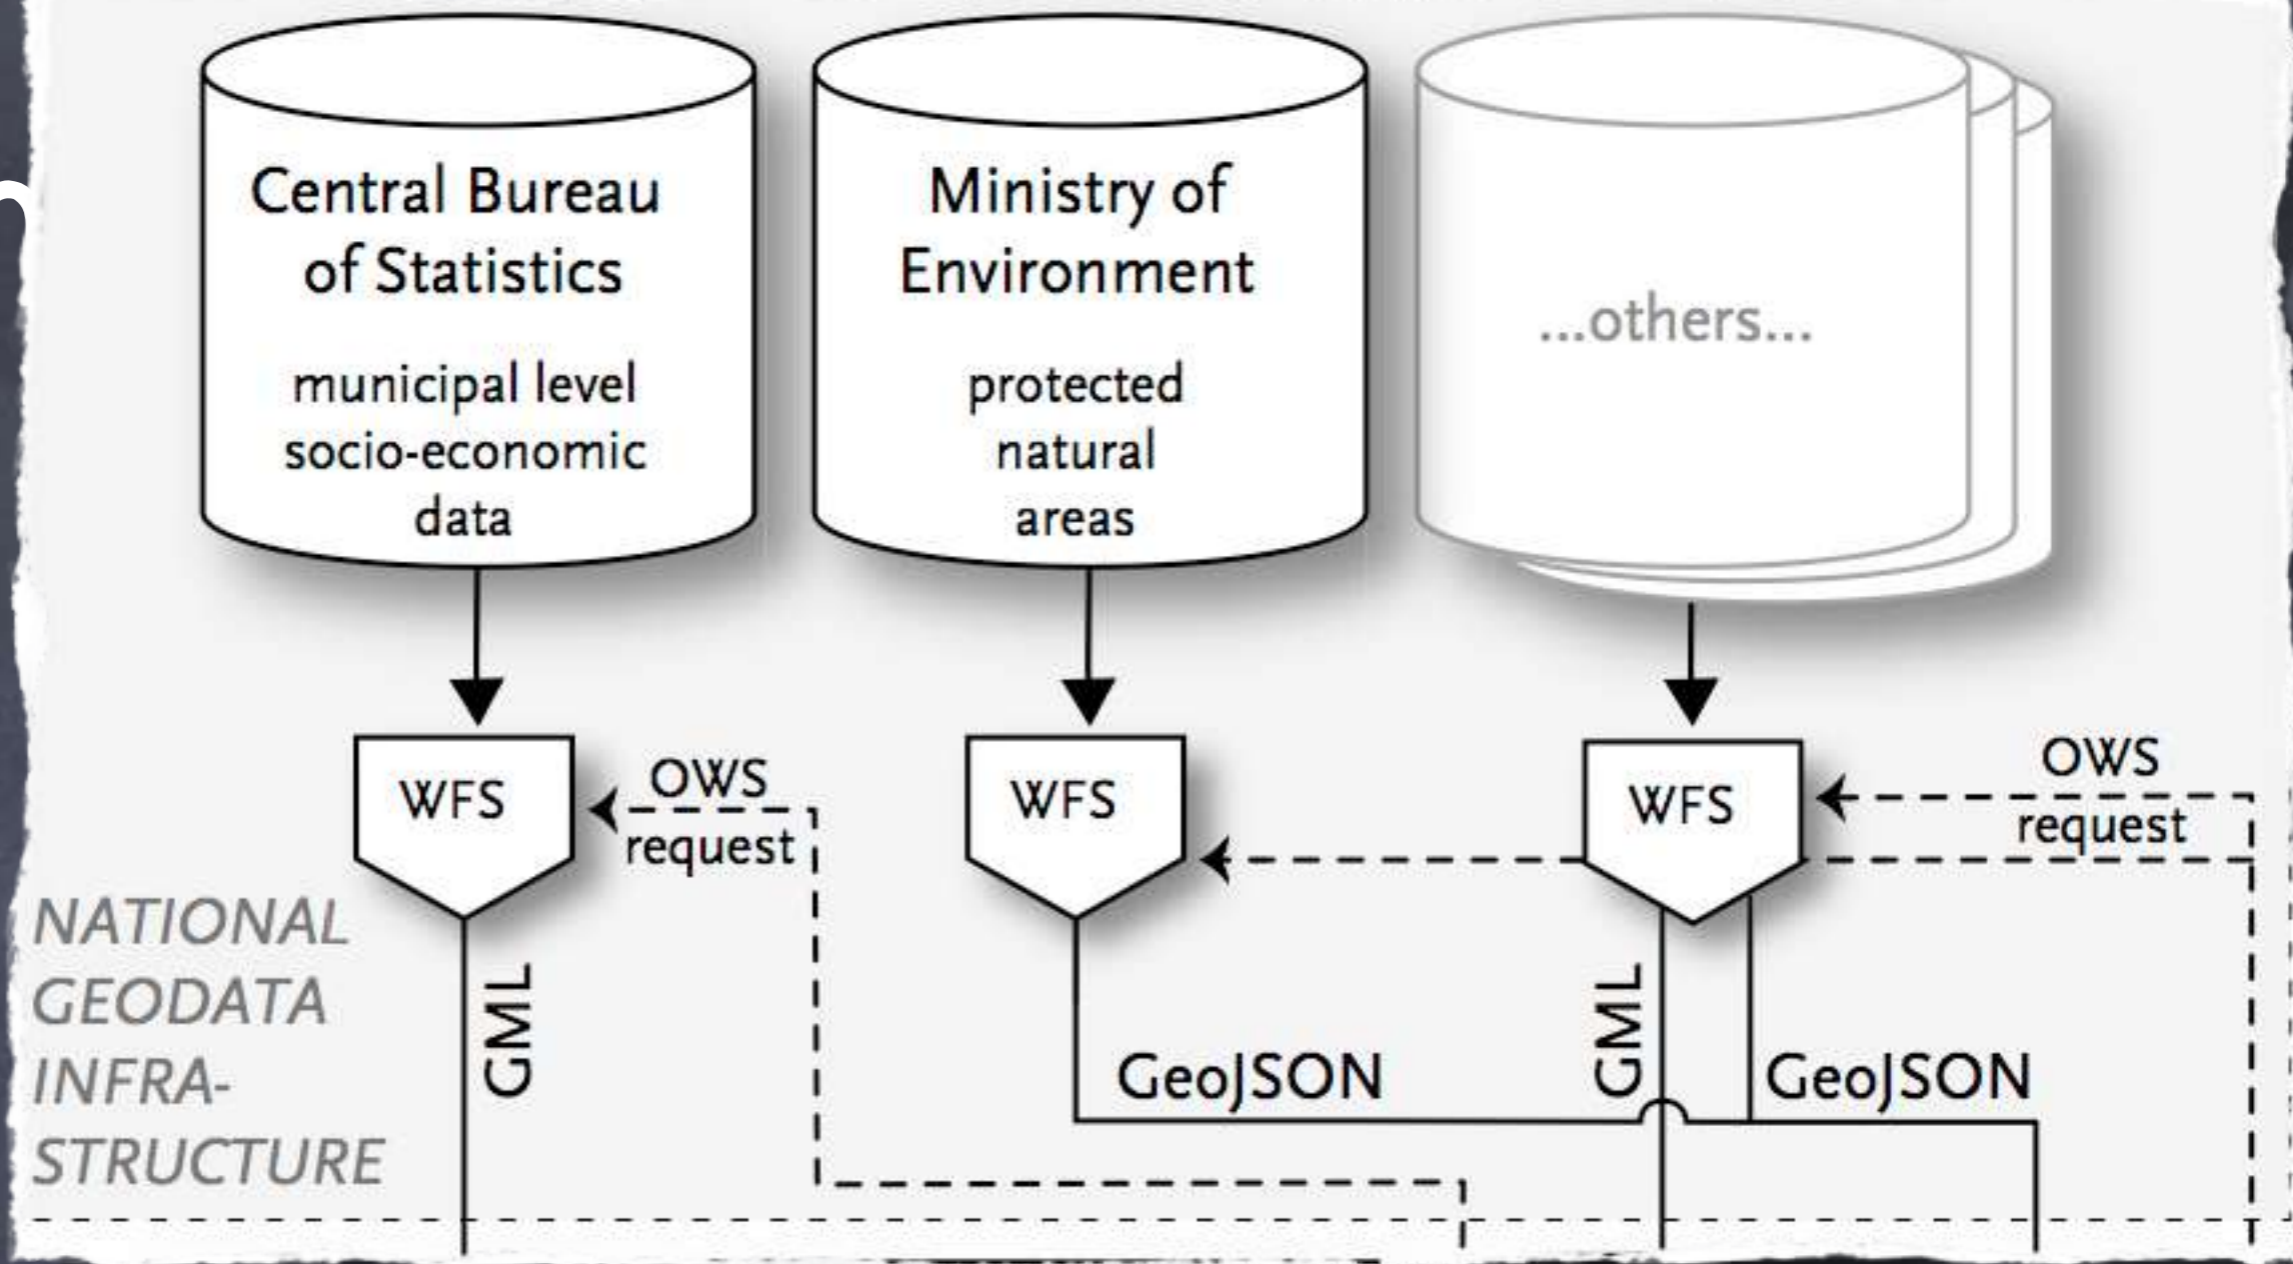 Central Bureau
of Statistics
municipal level
socio-economic
data
Ministry of
Environment
protected
natural
areas
...others...
WFS
OWS
request
WFS
WFS
OWS
request
NATIONAL
GEODATA
INFRA-
STRUCTURE
GML
GeoJSON
GML
GeoJSON